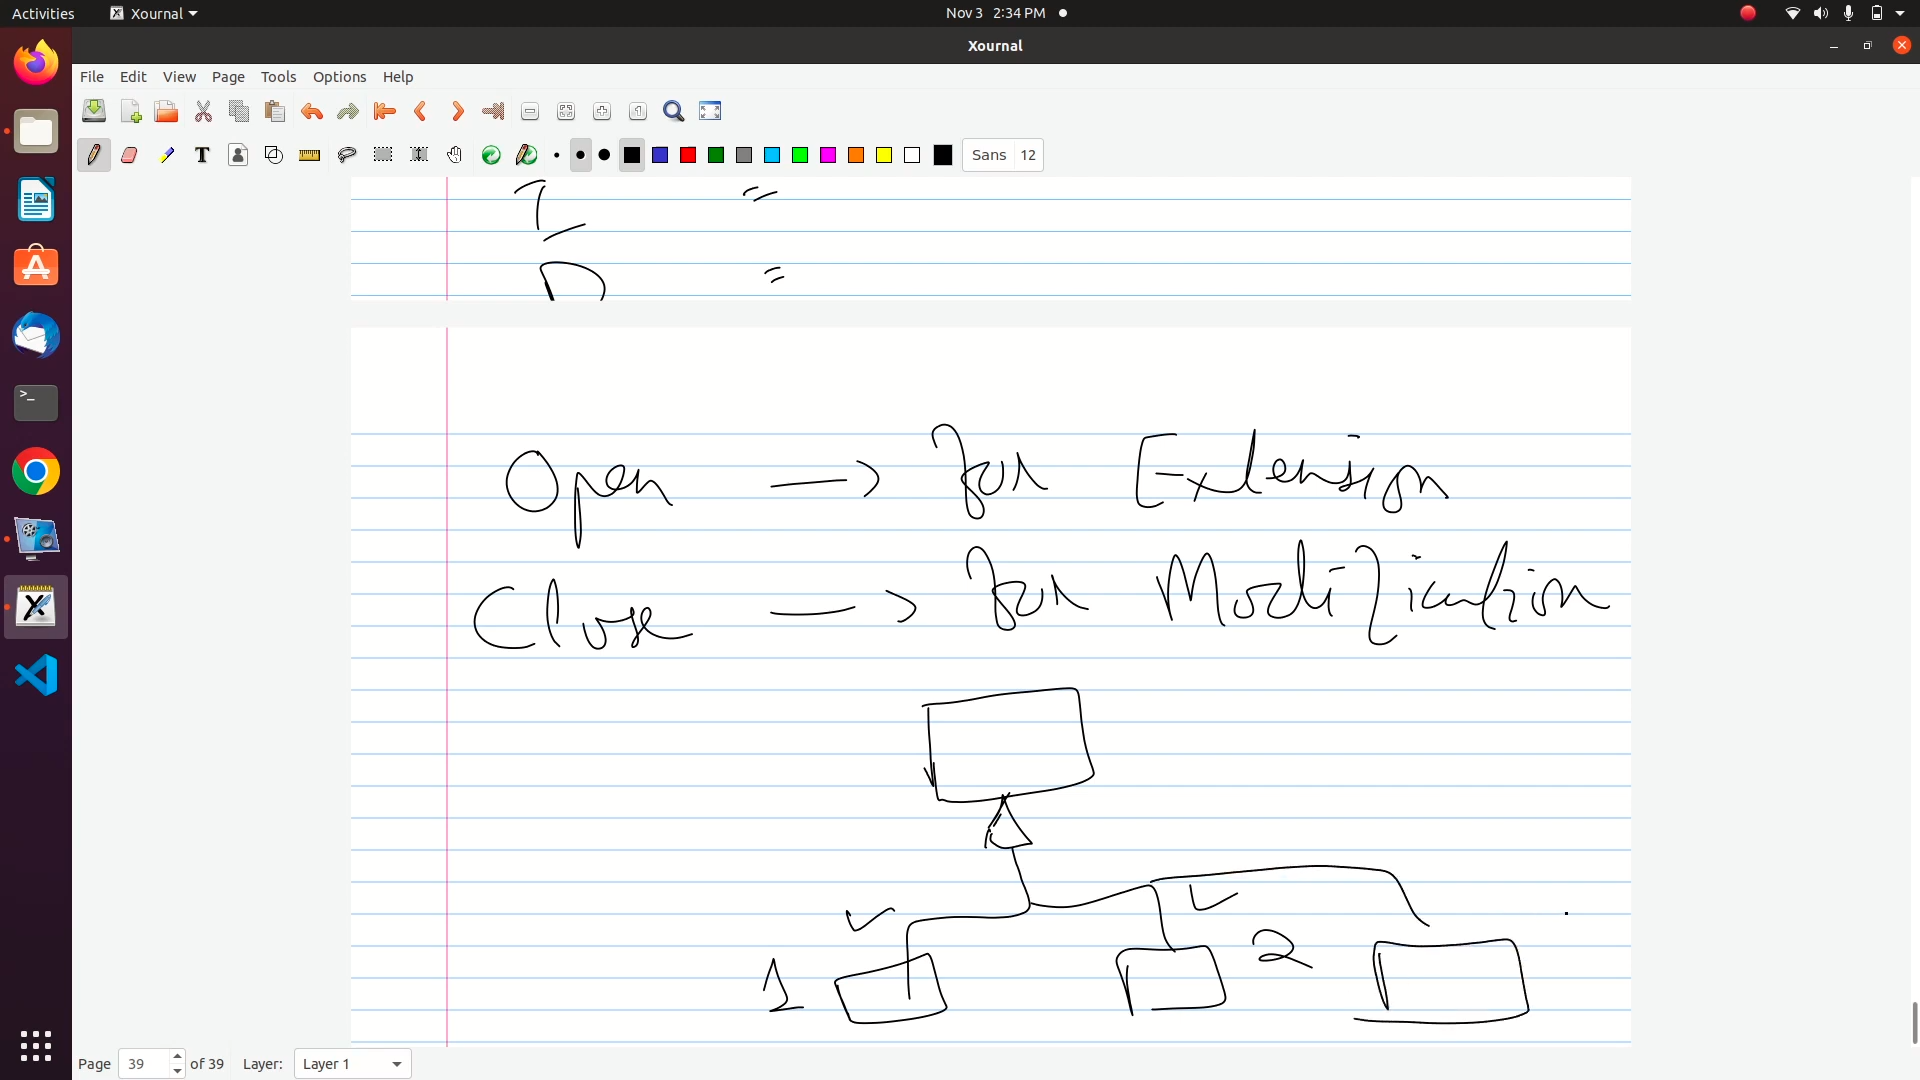 Activities Xournal Nov 3 2:34 PM
Xournal
File Edit View Page Tools Options Help
T Sans 12
I =
D =
Open → for Extension
Close → for Modification
1 2
Page 39 of 39 Layer: Layer 1